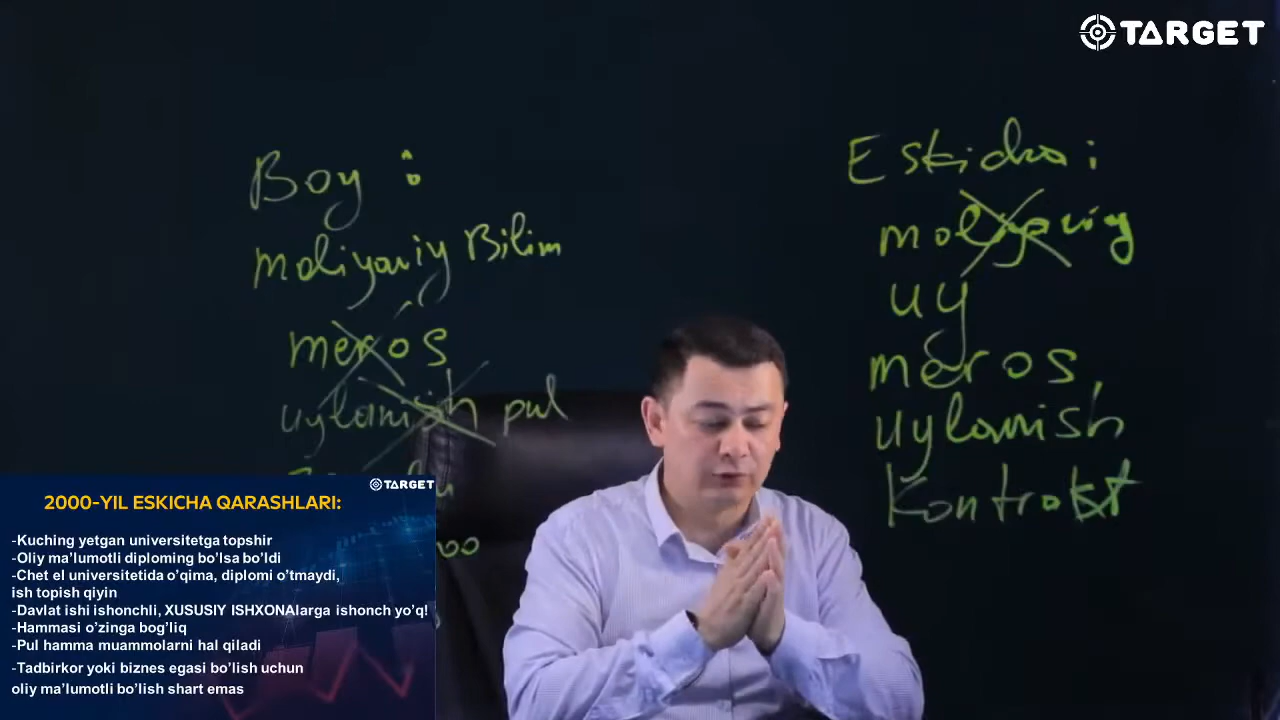 TARGET
Boy :
moliyaviy Bilim
meros
uylanish pul
oo
Eskicha :
moliyaviy
uy
meros,
uylanish
Kontrakt
TARGET
2000-YIL ESKICHA QARASHLARI:
-Kuching yetgan universitetga topshir
-Oliy ma’lumotli diploming bo’lsa bo’ldi
-Chet el universitetida o’qima, diplomi o’tmaydi,
ish topish qiyin
-Davlat ishi ishonchli, XUSUSIY ISHXONAlarga ishonch yo’q!
-Hammasi o’zinga bog’liq
-Pul hamma muammolarni hal qiladi
-Tadbirkor yoki biznes egasi bo’lish uchun
oliy ma’lumotli bo’lish shart emas